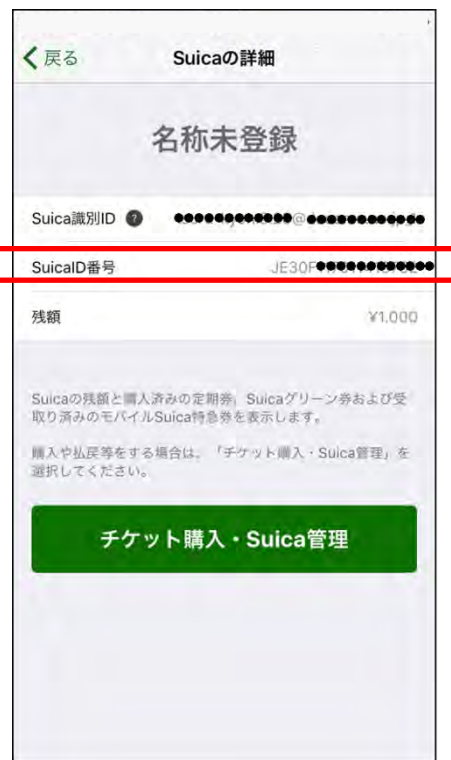 戻る
Suicaの詳細
名称未登録
Suica識別ID ?
@
SuicaID番号
JE30F
残額
¥1,000
Suicaの残額と購入済みの定期券、Suicaグリーン券および受
取り済みのモバイルSuica特急券を表示します。
購入や払戻等をする場合は、「チケット購入・Suica管理」を
選択してください。
チケット購入・Suica管理